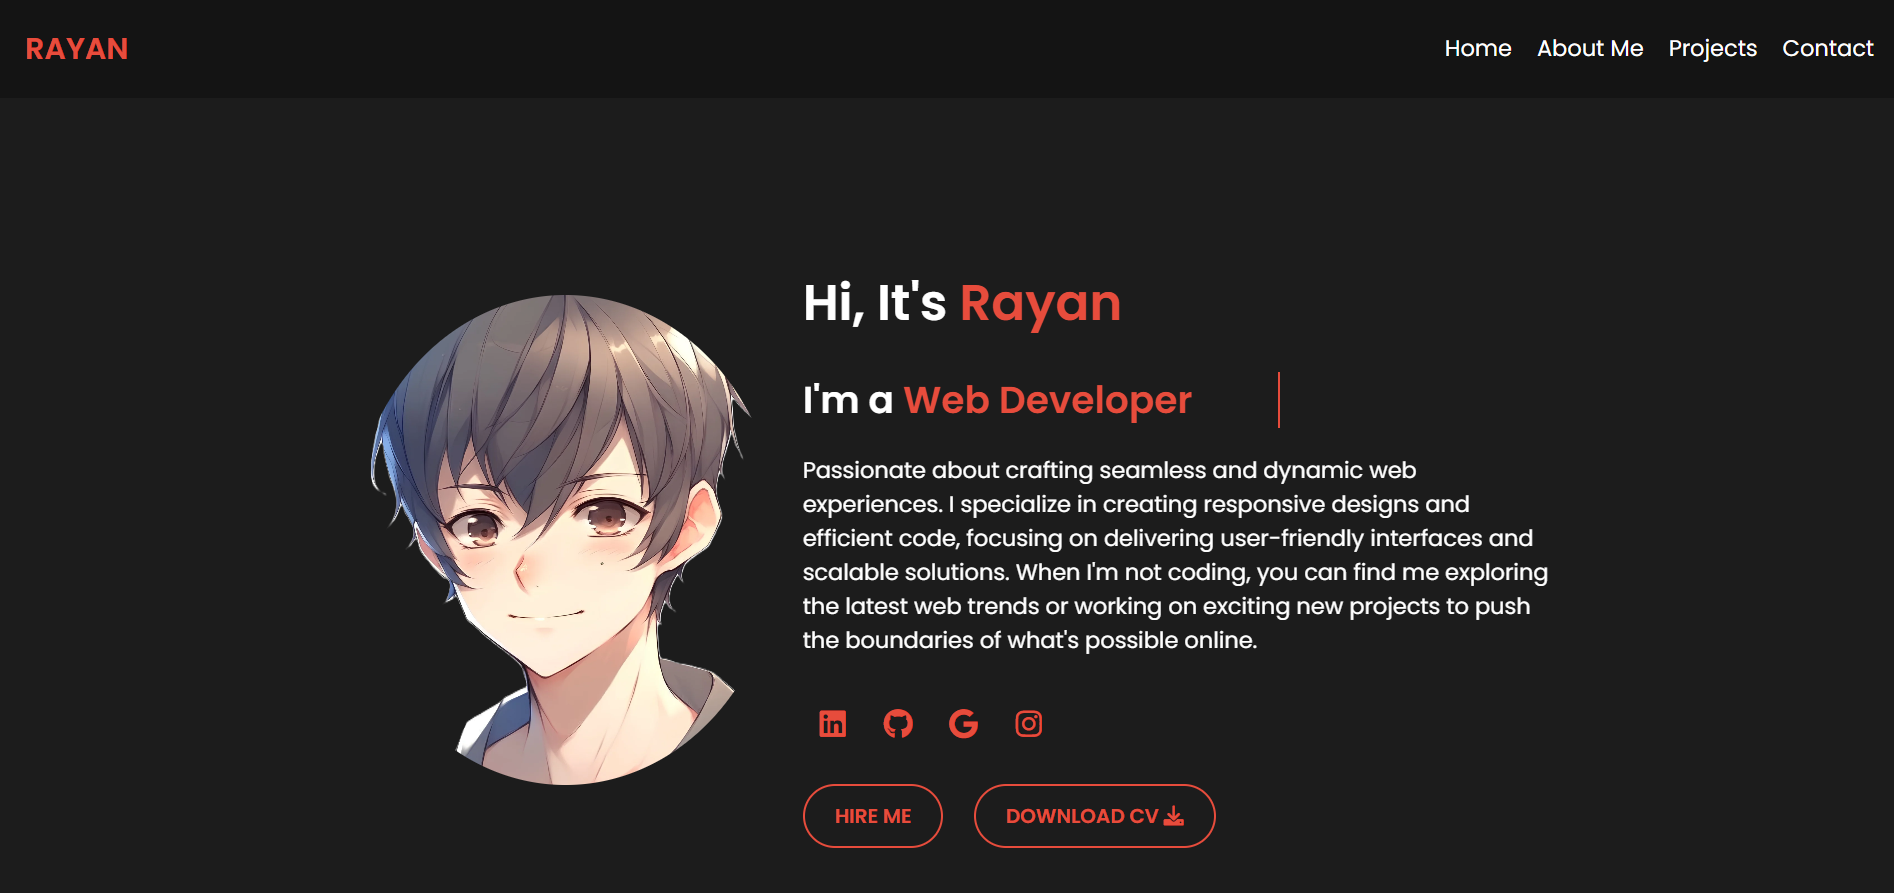 RAYAN
Home About Me Projects Contact
Hi, It's Rayan
I'm a Web Developer
Passionate about crafting seamless and dynamic web
experiences. I specialize in creating responsive designs and
efficient code, focusing on delivering user-friendly interfaces and
scalable solutions. When I'm not coding, you can find me exploring
the latest web trends or working on exciting new projects to push
the boundaries of what's possible online.
HIRE ME
DOWNLOAD CV